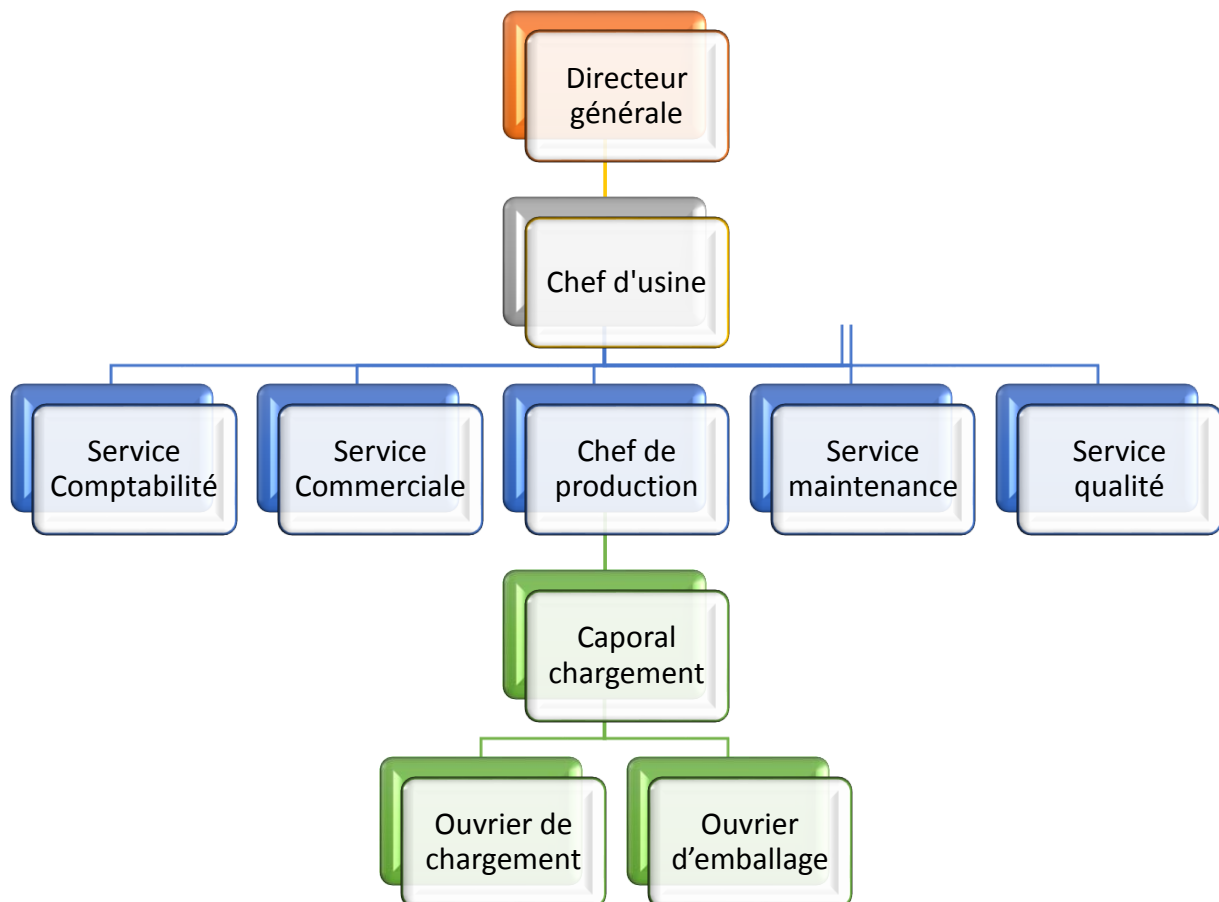 Directeur
générale
Chef d'usine
Service
Comptabilité
Service
Commerciale
Chef de
production
Service
maintenance
Service
qualité
Caporal
chargement
Ouvrier de
chargement
Ouvrier
d’emballage